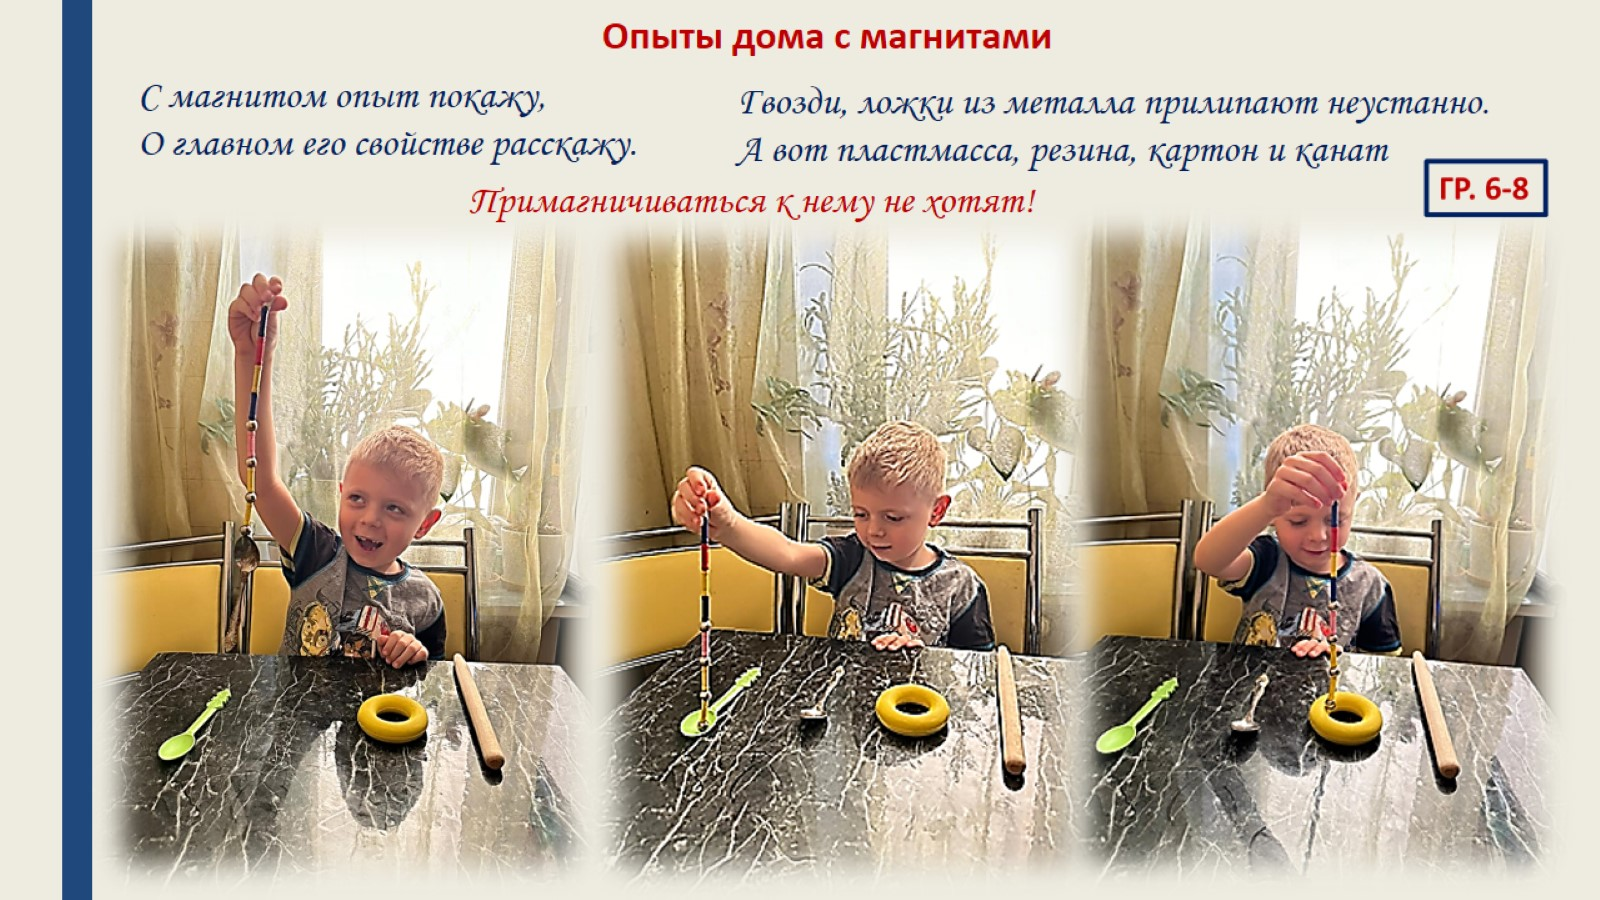 Опыты дома с магнитами
С магнитом опыт покажу,
О главном его свойстве расскажу.
Гвозди, ложки из металла прилипают неустанно.
А вот пластмасса, резина, картон и канат
Примагничиваться к нему не хотят!
ГР. 6-8